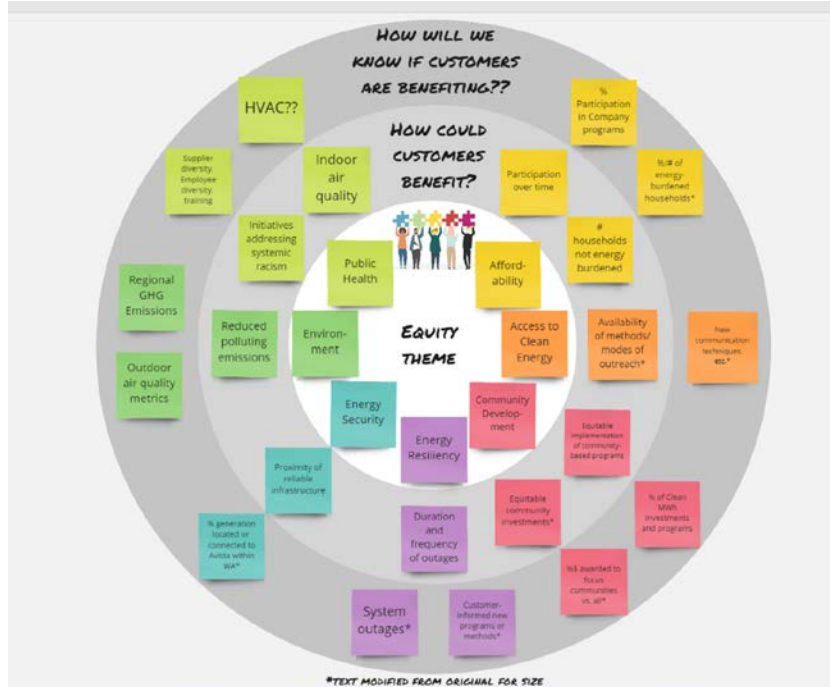 HOW WILL WE
KNOW IF CUSTOMERS
ARE BENEFITING??
HOW COULD
CUSTOMERS
BENEFIT?
EQUITY
THEME
HVAC??
Supplier
diversity.
Employee
diversity,
training
Indoor
air
quality
Initiatives
addressing
systemic
racism
Public
Health
%
Participation
in Company
programs
%/# of
energy-
burdened
households*
Participation
over time
#
households
not energy
burdened
Afford-
ability
Regional
GHG
Emissions
Outdoor
air quality
metrics
Reduced
polluting
emissions
Environ-
ment
Access to
Clean
Energy
Availability
of methods/
modes of
outreach*
New
communication
techniques,
etc.*
Energy
Security
Proximity of
reliable
infrastructure
% generation
located or
connected to
Avista within
WA*
Energy
Resiliency
Duration
and
frequency
of outages
System
outages*
Customer-
informed new
programs or
methods*
Community
Develop-
ment
Equitable
implementation
of community-
based programs
Equitable
community
investments*
% of Clean
MWh
investments
and programs
%$ awarded to
focus
communities
vs. all*
*TEXT MODIFIED FROM ORIGINAL FOR SIZE